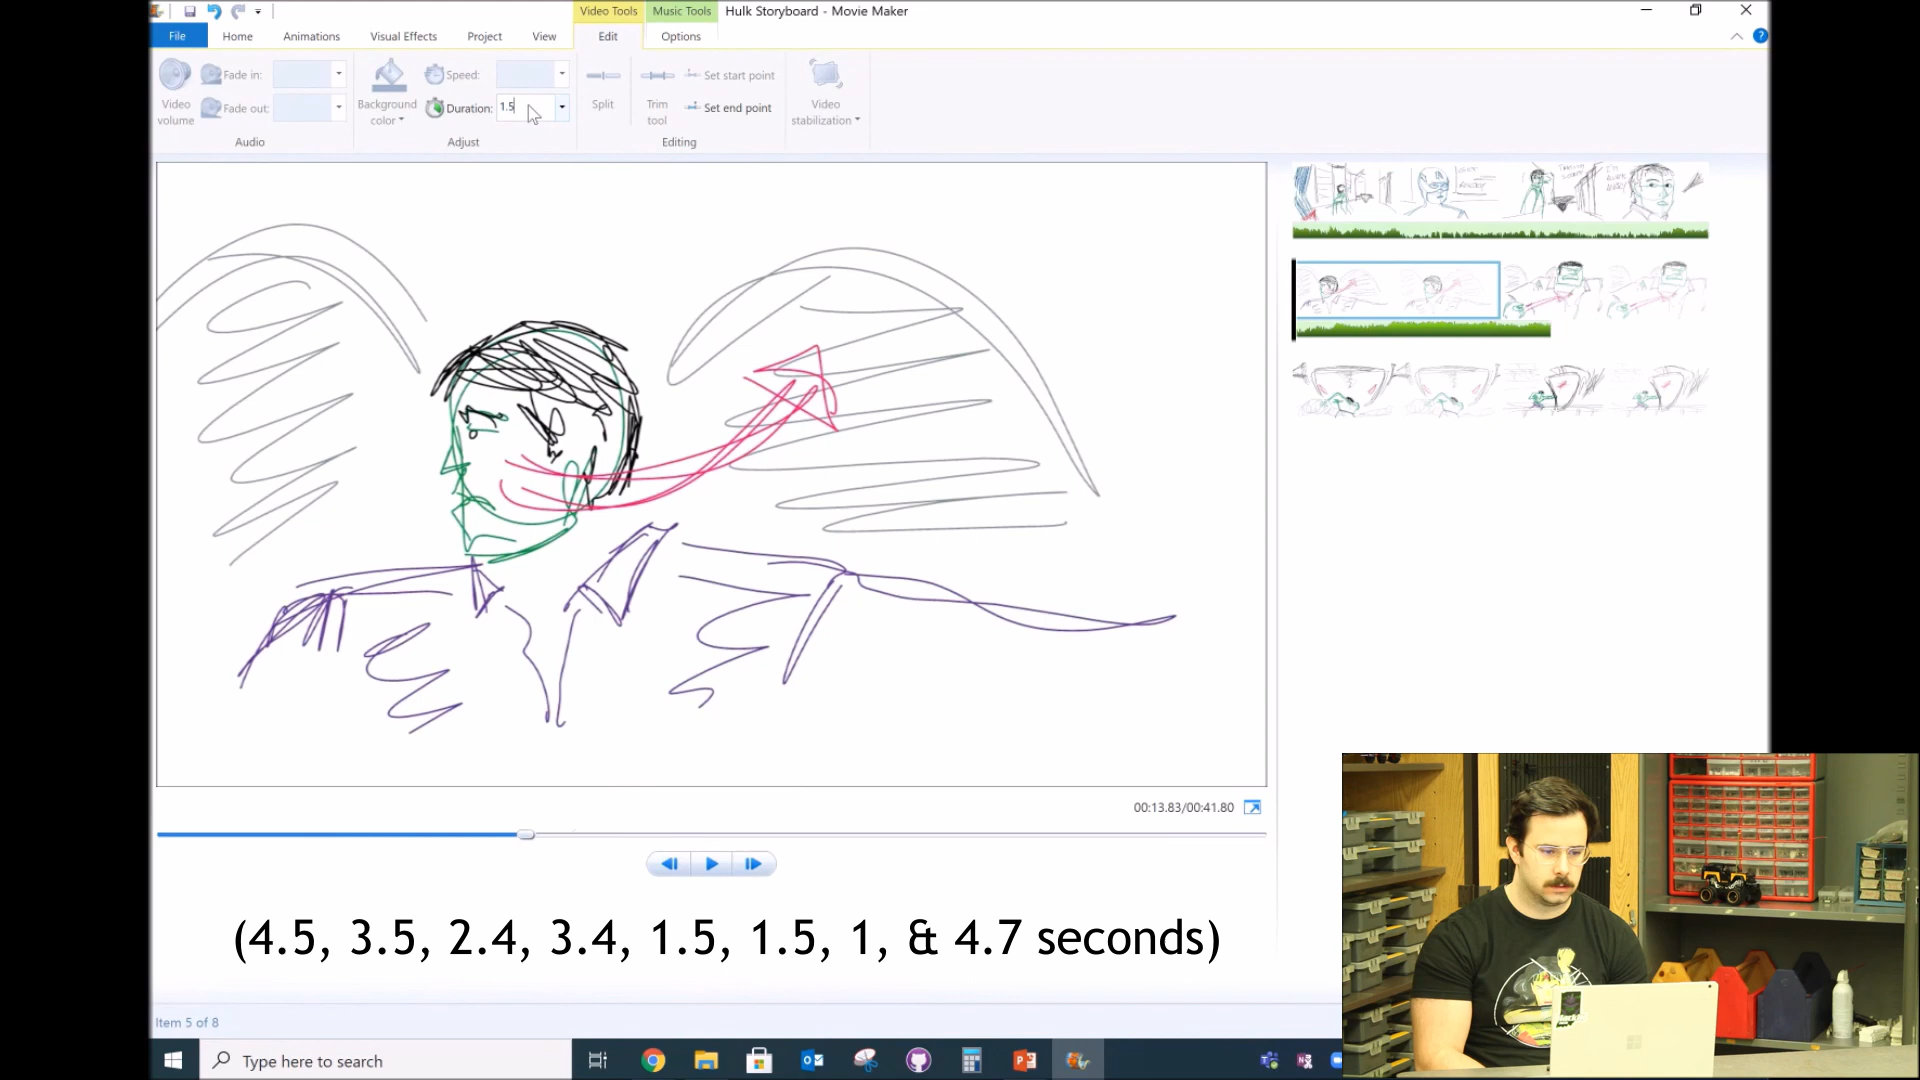 Video Tools
Music Tools
Hulk Storyboard - Movie Maker
File
Home
Animations
Visual Effects
Project
View
Edit
Options
Video volume
Fade in:
Fade out:
Audio
Background color
Speed:
Duration: 1.5
Adjust
Split
Trim tool
Set start point
Set end point
Editing
Video stabilization
00:13.83/00:41.80
(4.5, 3.5, 2.4, 3.4, 1.5, 1.5, 1, & 4.7 seconds)
Item 5 of 8
Type here to search